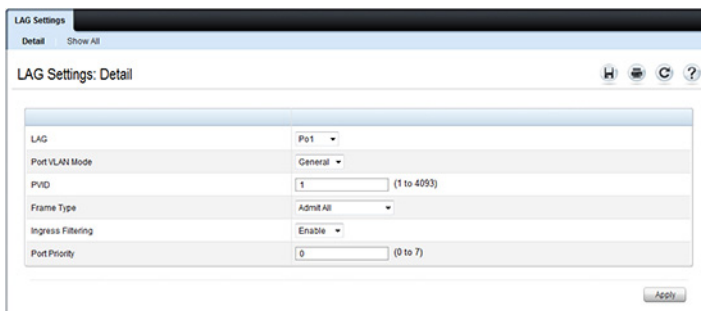 LAG Settings
Detail Show All
LAG Settings: Detail
LAG Po1
Port VLAN Mode General
PVID 1 (1 to 4093)
Frame Type Admit All
Ingress Filtering Enable
Port Priority 0 (0 to 7)
Apply